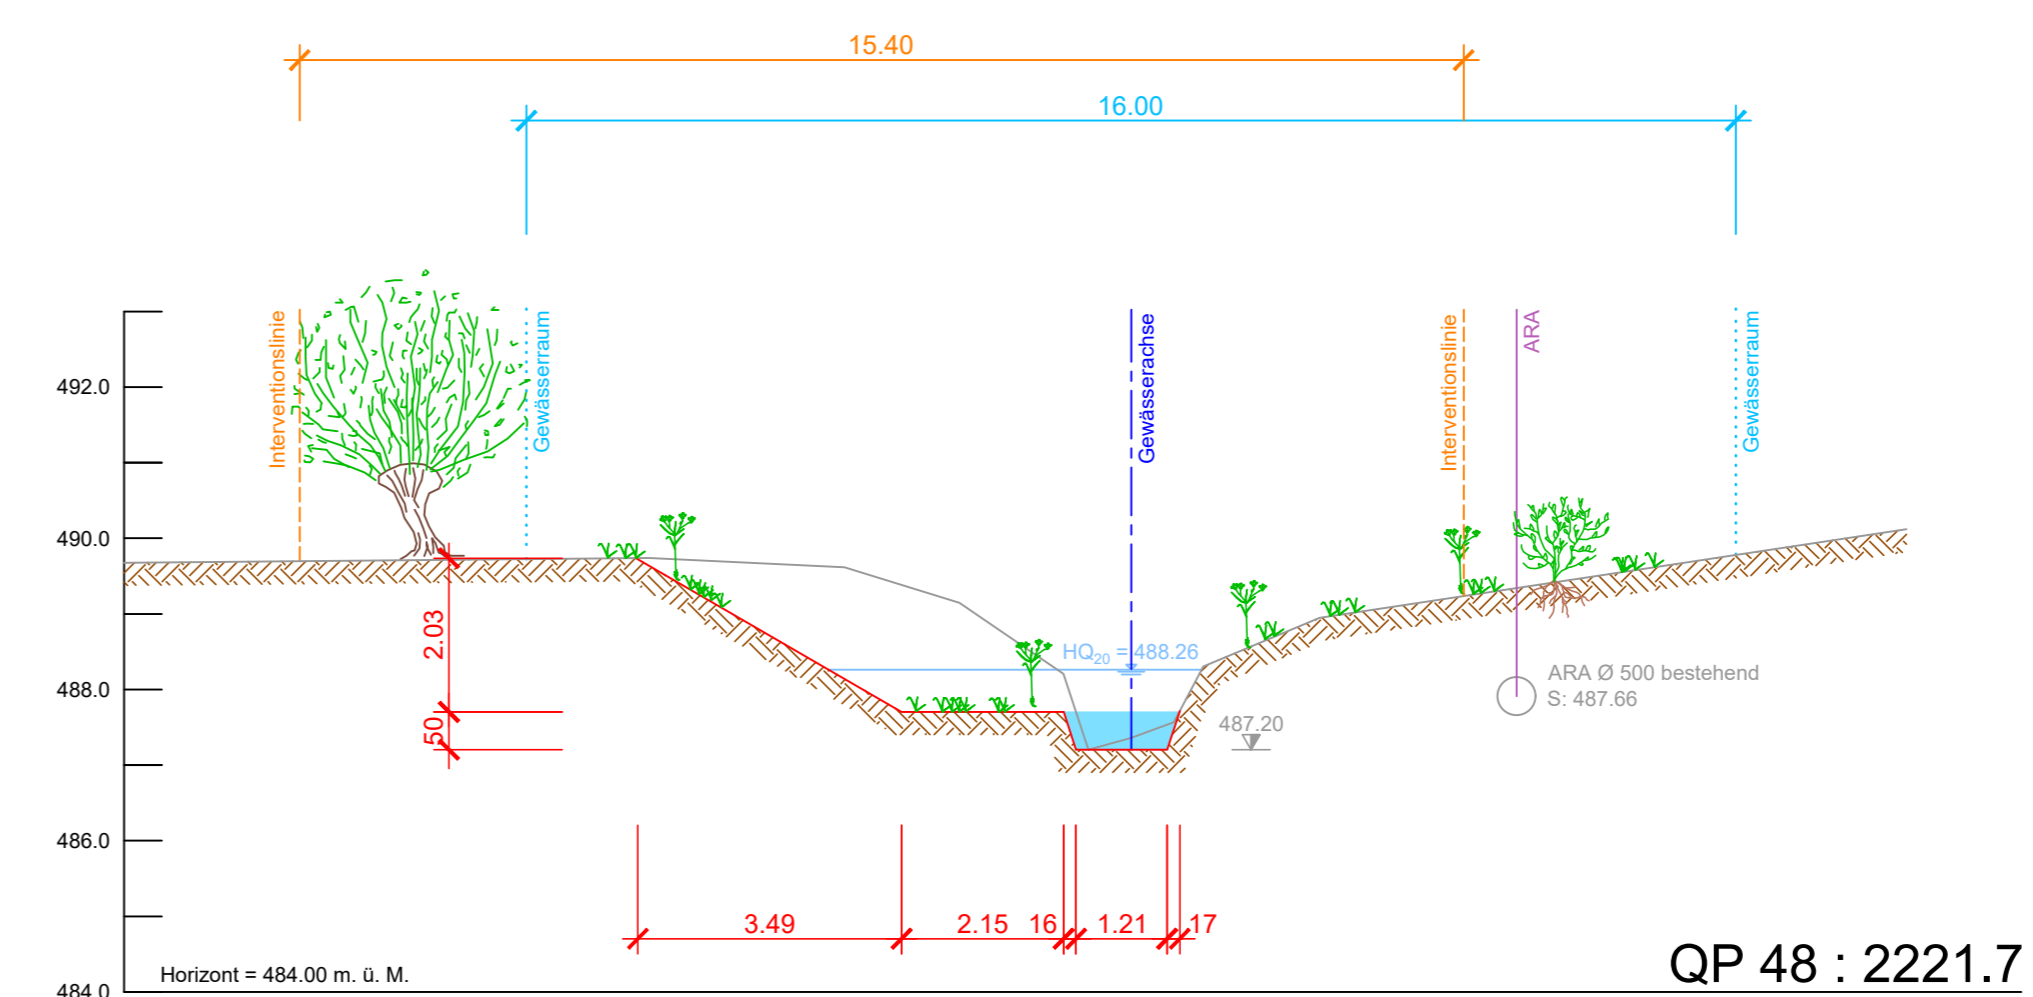 15.40
16.00
Interventionslinie
Gewässerraum
Gewässerachse
Interventionslinie
ARA
Gewässerraum
492.0
490.0
488.0
486.0
484.0
2.03
50
HQ20 = 488.26
487.20
ARA Ø 500 bestehend
S: 487.66
3.49
2.15
16
1.21
17
Horizont = 484.00 m. ü. M.
QP 48 : 2221.7